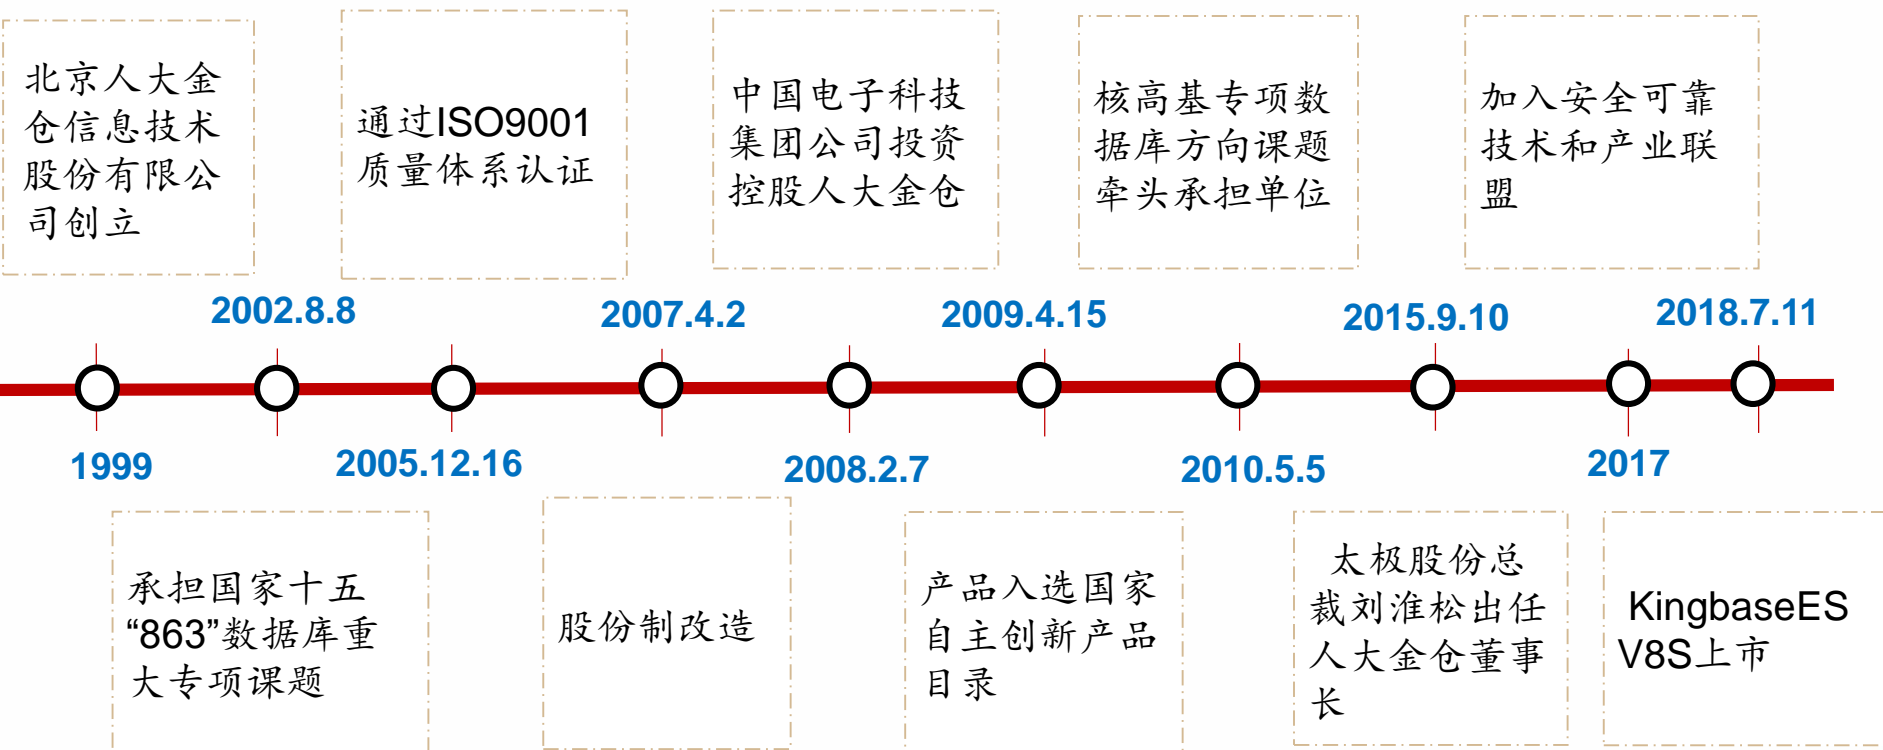 北京人大金
仓信息技术
股份有限公
司创立
通过ISO9001
质量体系认证
中国电子科技
集团公司投资
控股人大金仓
核高基专项数
据库方向课题
牵头承担单位
加入安全可靠
技术和产业联
盟
2002.8.8
2007.4.2
2009.4.15
2015.9.10
2018.7.11
1999
2005.12.16
2008.2.7
2010.5.5
2017
承担国家十五
“863”数据库重
大专项课题
股份制改造
产品入选国家
自主创新产品
目录
太极股份总
裁刘淮松出任
人大金仓董事
长
KingbaseES
V8S上市